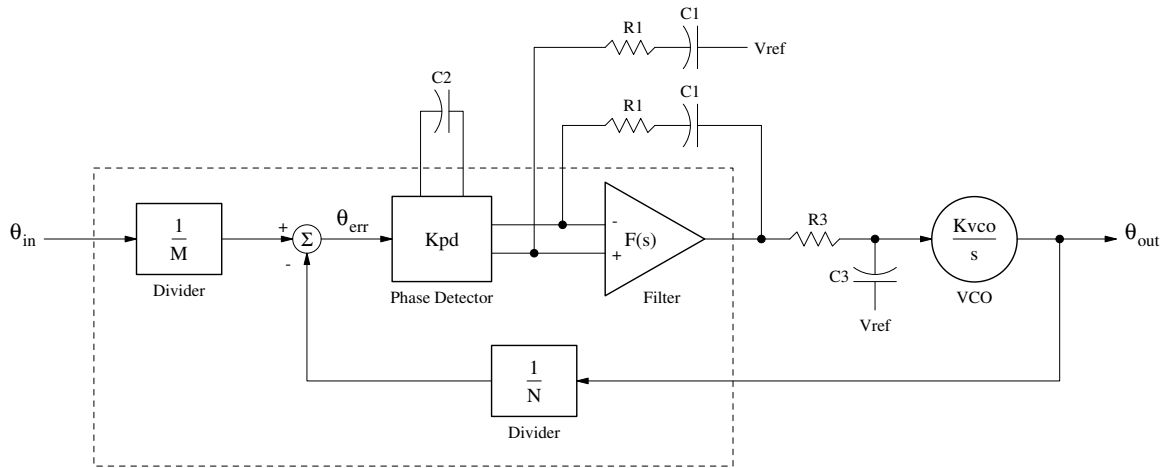 C1
R1
Vref
C2
C1
R1
θin
1
M
Divider
+
Σ
-
θerr
Kpd
Phase Detector
-
F(s)
+
Filter
R3
C3
Vref
Kvco
s
VCO
θout
1
N
Divider